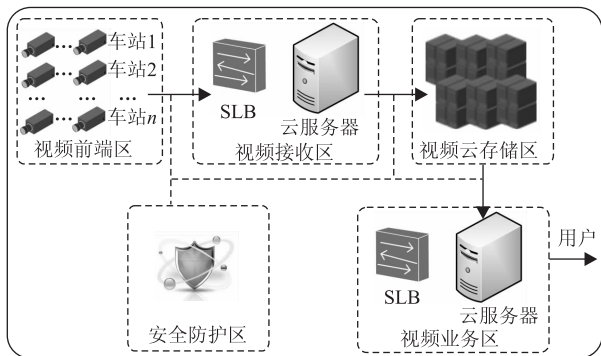 车站1
车站2
车站n
视频前端区
SLB
云服务器
视频接收区
视频云存储区
安全防护区
SLB
云服务器
视频业务区
用户